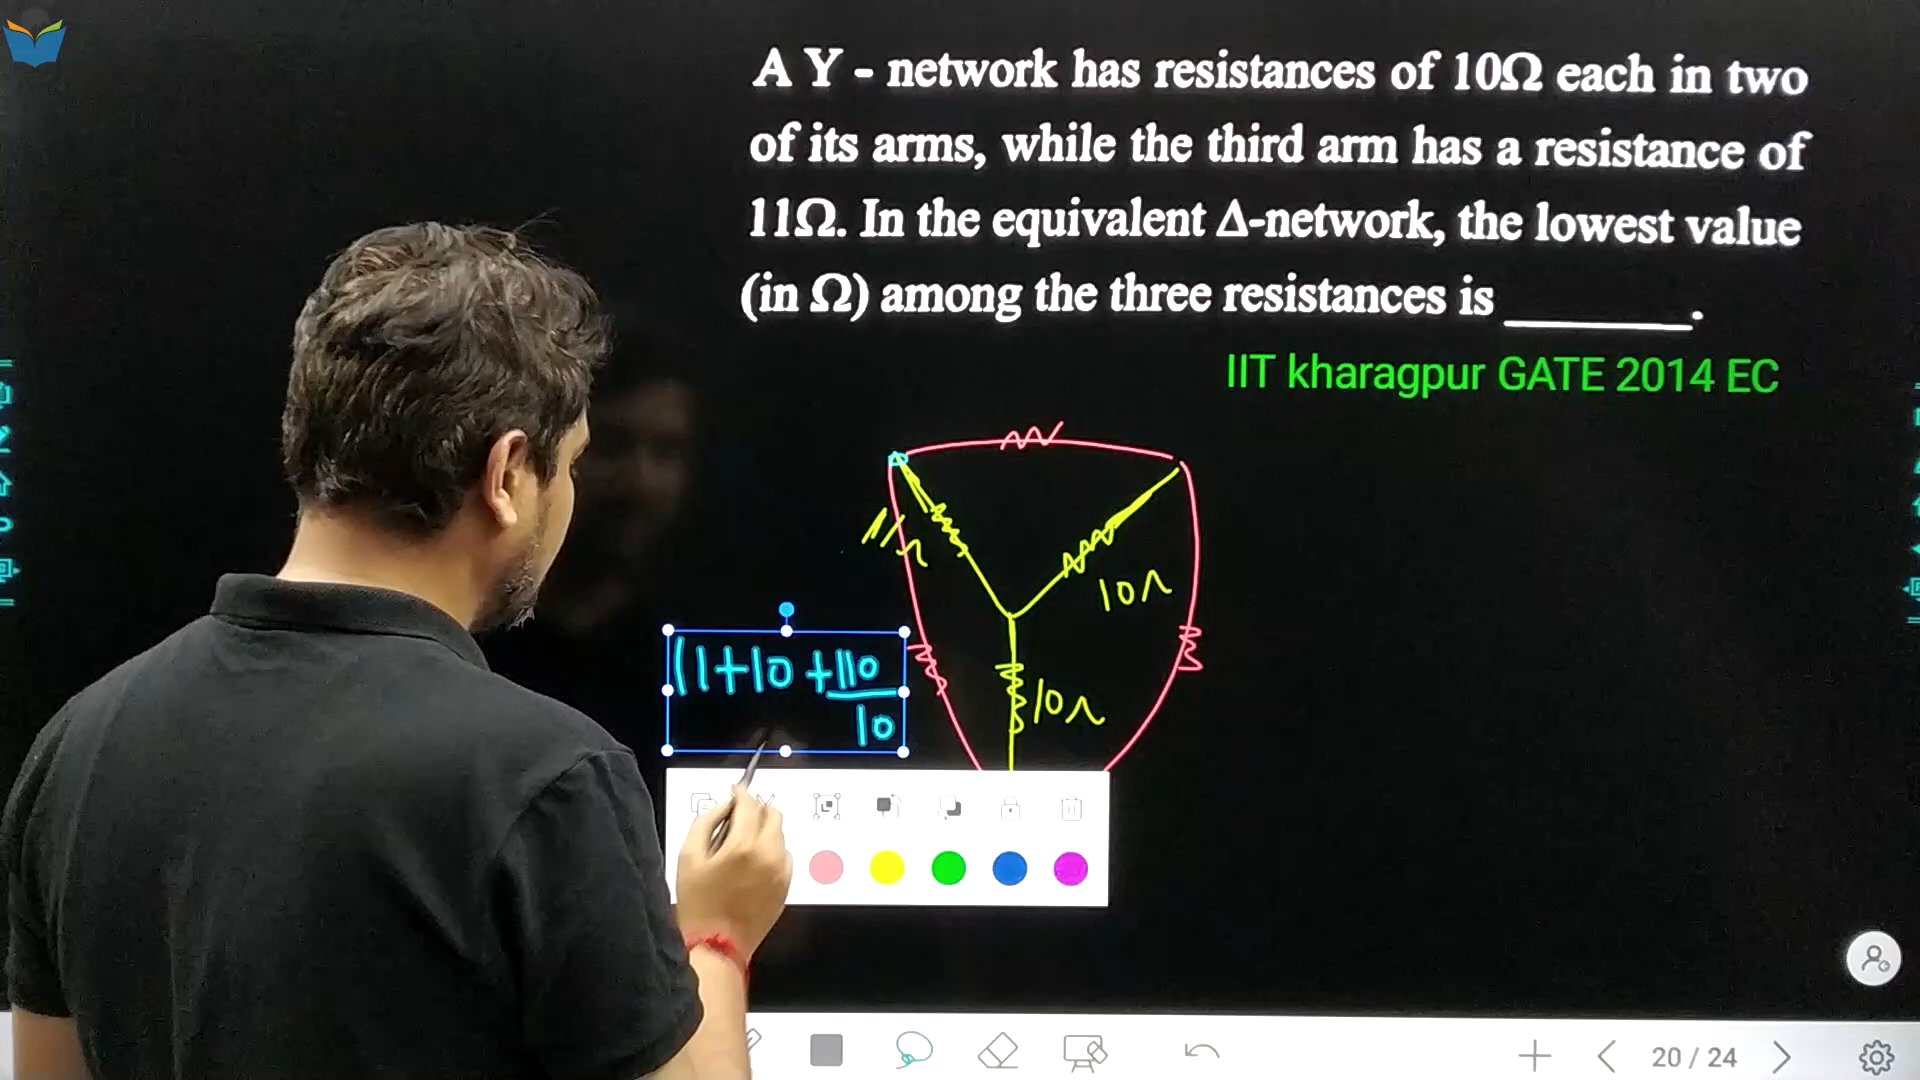 A Y - network has resistances of 10Ω each in two
of its arms, while the third arm has a resistance of
11Ω. In the equivalent Δ-network, the lowest value
(in Ω) among the three resistances is ________.
IIT kharagpur GATE 2014 EC
11Ω
10Ω
11+10+110
10
10Ω
20 / 24